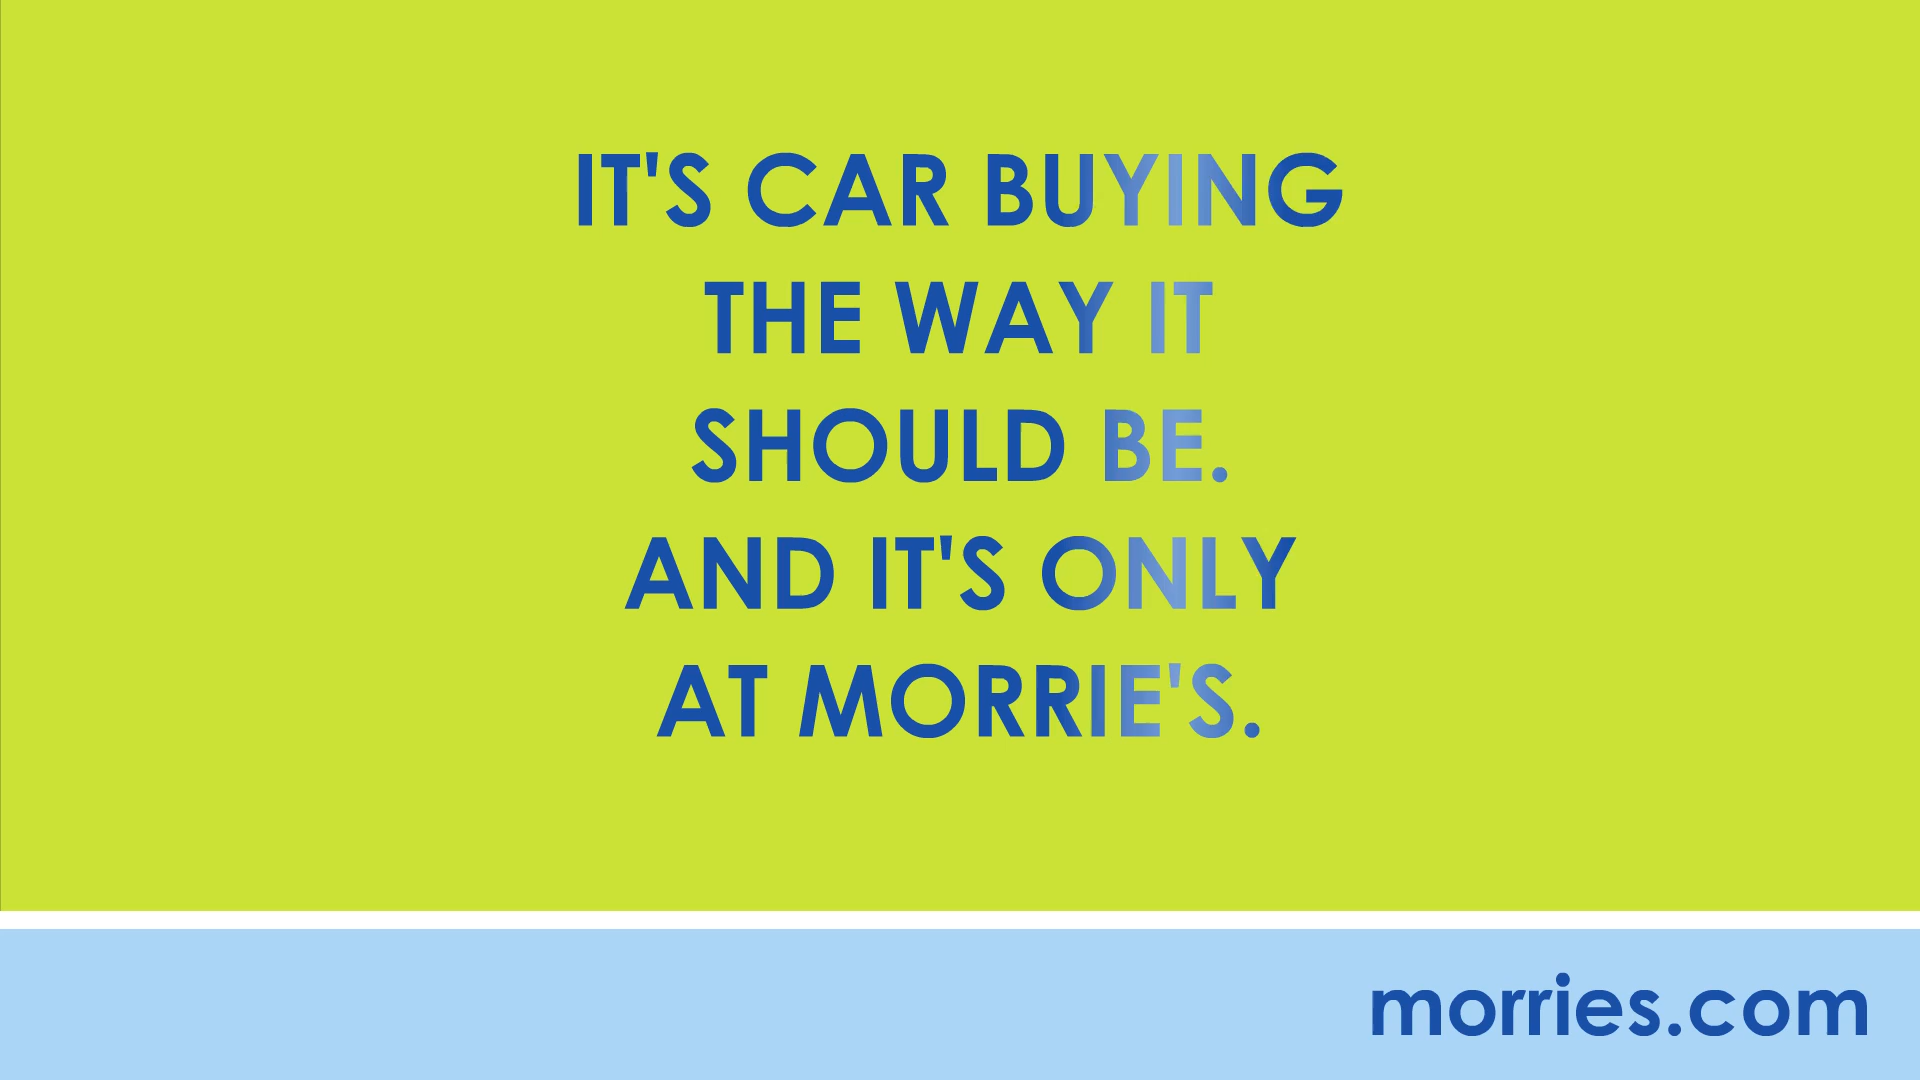 IT'S CAR BUYING
THE WAY IT
SHOULD BE.
AND IT'S ONLY
AT MORRIE'S.
morries.com